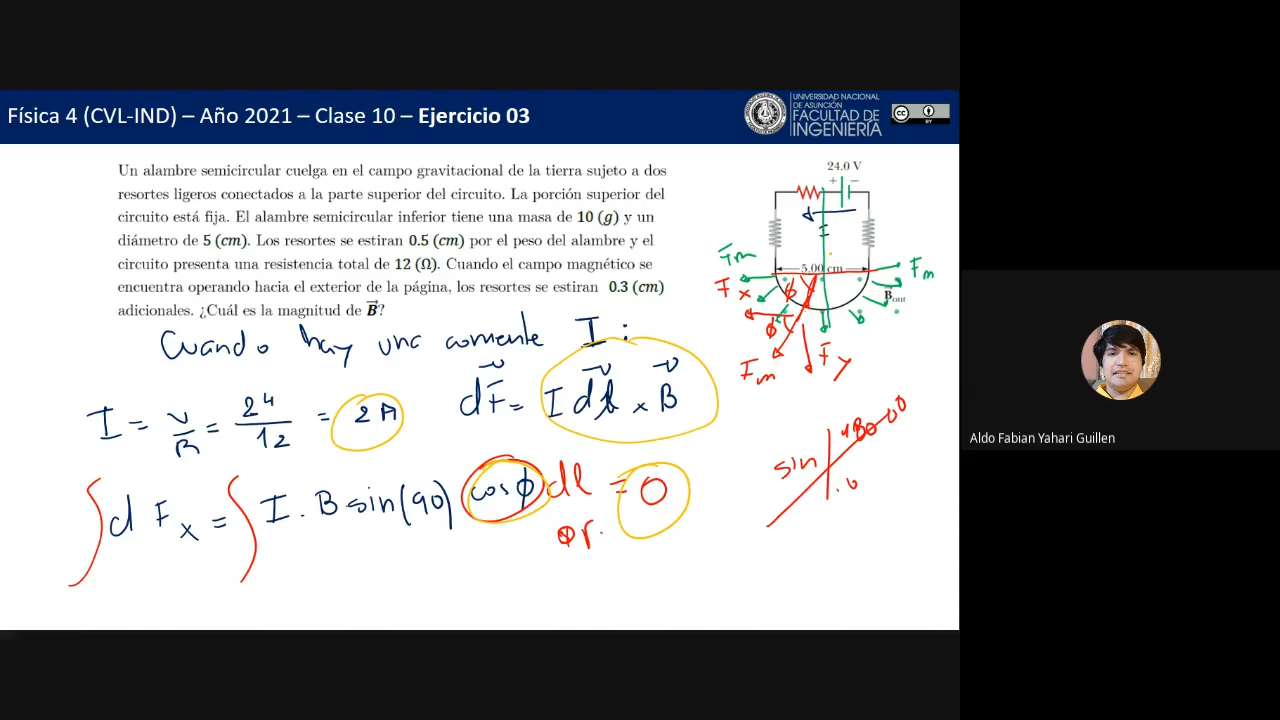 Física 4 (CVL-IND) – Año 2021 – Clase 10 – Ejercicio 03
UNIVERSIDAD NACIONAL
DE ASUNCIÓN
FACULTAD DE
INGENIERÍA
cc
BY
Un alambre semicircular cuelga en el campo gravitacional de la tierra sujeto a dos
resortes ligeros conectados a la parte superior del circuito. La porción superior del
circuito está fija. El alambre semicircular inferior tiene una masa de 10 (g) y un
diámetro de 5 (cm). Los resortes se estiran 0.5 (cm) por el peso del alambre y el
circuito presenta una resistencia total de 12 (Ω). Cuando el campo magnético se
encuentra operando hacia el exterior de la página, los resortes se estiran 0.3 (cm)
adicionales. ¿Cuál es la magnitud de B⃗?
24.0 V
+ −
I
5.00 cm
Fm
Fm
Fx
ϕ
Bout
ϕ
Fm
Fy
Cuando hay una corriente I:
I = V/R = 24/12 = 2A
dF⃗ = I dl⃗ × B⃗
∫ d Fx = ∫ I . B sin(90) cos ϕ dl = 0
ϕ r.
sin
Aldo Fabian Yahari Guillen